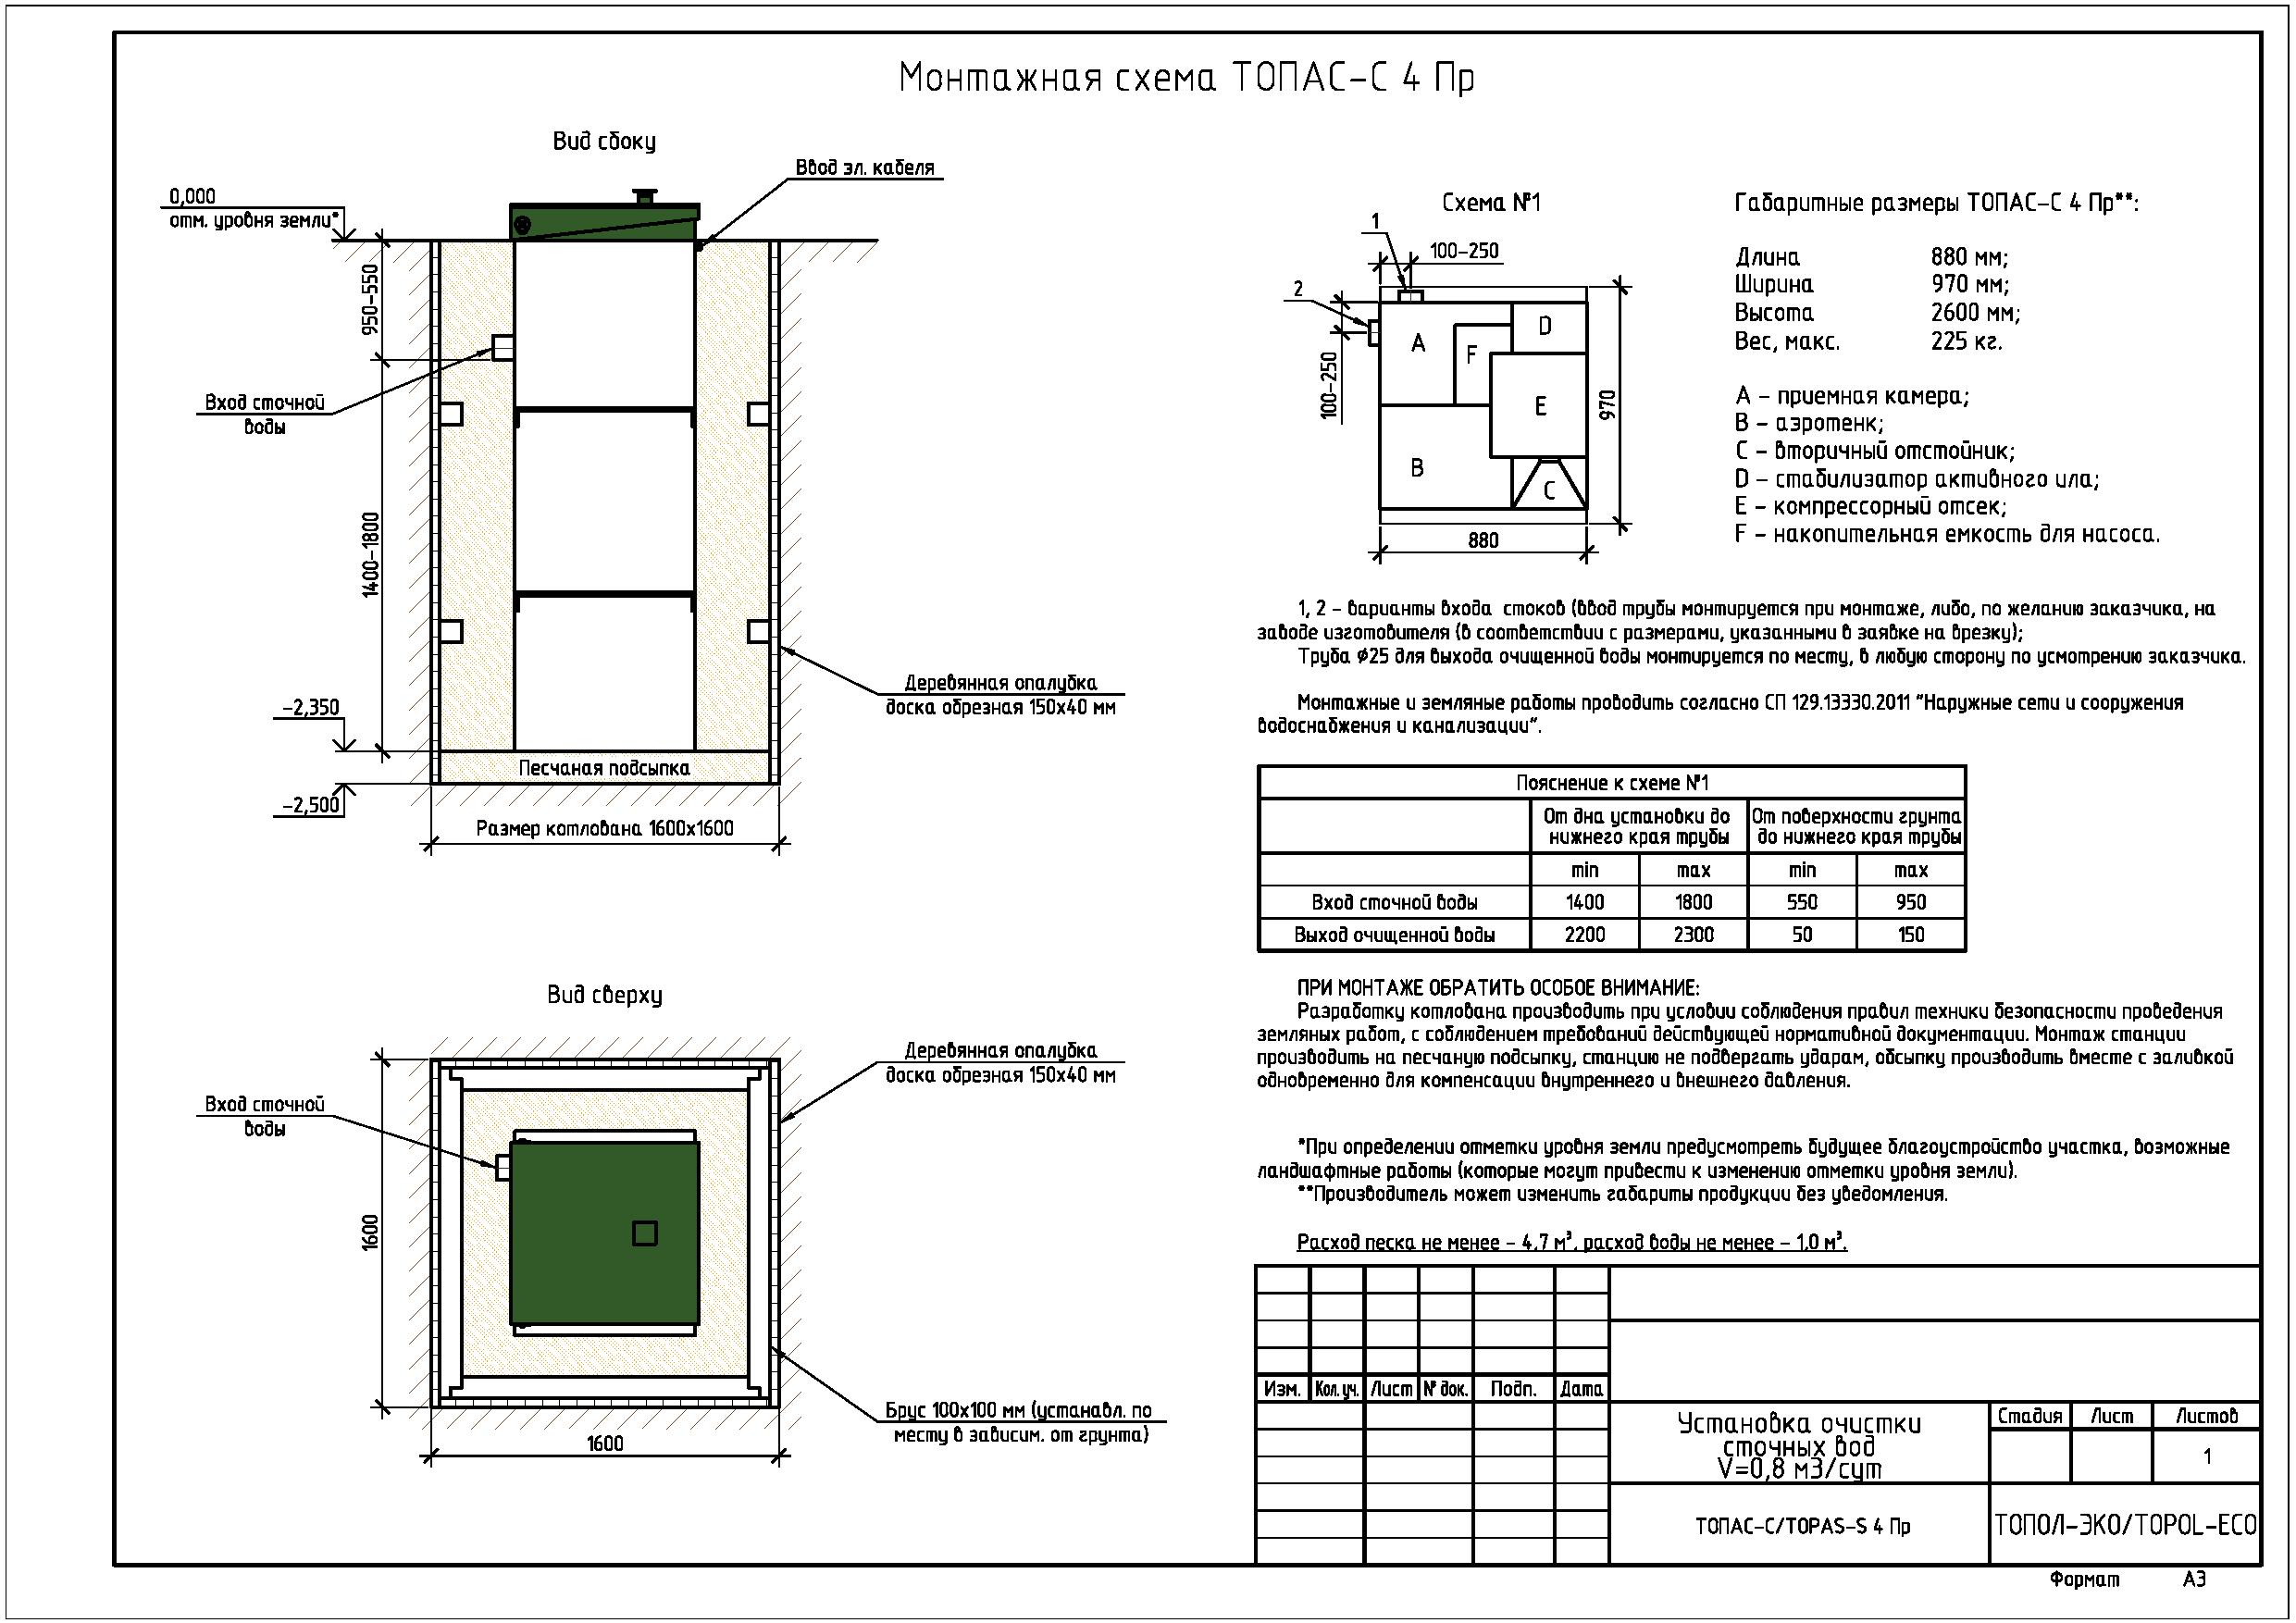 Монтажная схема ТОПАС-С 4 Пр
Вид сбоку
Ввод эл. кабеля
0,000
отм. уровня земли*
950-550
Вход сточной
воды
1400-1800
Деревянная опалубка
доска обрезная 150х40 мм
-2,350
Песчаная подсыпка
-2,500
Размер котлована 1600х1600
Вид сверху
Деревянная опалубка
доска обрезная 150х40 мм
Вход сточной
воды
1600
Брус 100х100 мм (устанавл. по
месту в зависим. от грунта)
1600
Схема №1
1
100-250
2
100-250
A
F
D
E
B
C
970
880
Габаритные размеры ТОПАС-С 4 Пр**:
Длина 880 мм;
Ширина 970 мм;
Высота 2600 мм;
Вес, макс. 225 кг.
A - приемная камера;
B - аэротенк;
C - вторичный отстойник;
D - стабилизатор активного ила;
E - компрессорный отсек;
F - накопительная емкость для насоса.
1, 2 - варианты входа стоков (ввод трубы монтируется при монтаже, либо, по желанию заказчика, на
заводе изготовителя (в соответствии с размерами, указанными в заявке на врезку);
Труба ϕ25 для выхода очищенной воды монтируется по месту, в любую сторону по усмотрению заказчика.
Монтажные и земляные работы проводить согласно СП 129.13330.2011 "Наружные сети и сооружения
водоснабжения и канализации".
Пояснение к схеме №1
От дна установки до нижнего края трубы
От поверхности грунта до нижнего края трубы
min max min max
Вход сточной воды 1400 1800 550 950
Выход очищенной воды 2200 2300 50 150
ПРИ МОНТАЖЕ ОБРАТИТЬ ОСОБОЕ ВНИМАНИЕ:
Разработку котлована производить при условии соблюдения правил техники безопасности проведения
земляных работ, с соблюдением требований действующей нормативной документации. Монтаж станции
производить на песчаную подсыпку, станцию не подвергать ударам, обсыпку производить вместе с заливкой
одновременно для компенсации внутреннего и внешнего давления.
*При определении отметки уровня земли предусмотреть будущее благоустройство участка, возможные
ландшафтные работы (которые могут привести к изменению отметки уровня земли).
**Производитель может изменить габариты продукции без уведомления.
Расход песка не менее - 4,7 м³, расход воды не менее - 1,0 м³.
Изм. Кол.уч. Лист № док. Подп. Дата
Установка очистки
сточных вод
V=0,8 м3/сут
Стадия Лист Листов
1
ТОПАС-С/TOPAS-S 4 Пр
ТОПОЛ-ЭКО/TOPOL-ECO
Формат А3